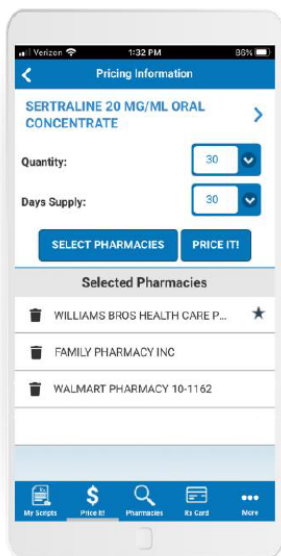 Verizon 1:32 PM 86%
Pricing Information
SERTRALINE 20 MG/ML ORAL
CONCENTRATE
Quantity: 30
Days Supply: 30
SELECT PHARMACIES PRICE IT!
Selected Pharmacies
WILLIAMS BROS HEALTH CARE P...
FAMILY PHARMACY INC
WALMART PHARMACY 10-1162
My Scripts Price It! Pharmacies Rx Card More